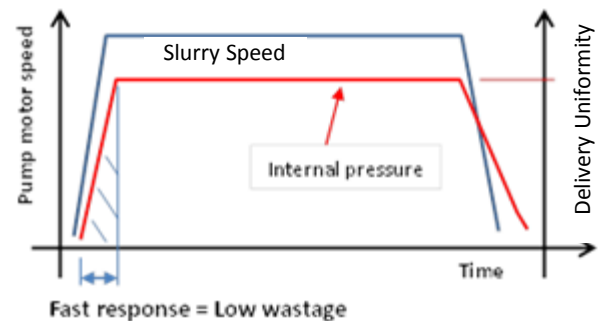 Pump motor speed
Slurry Speed
Internal pressure
Delivery Uniformity
Time
Fast response = Low wastage